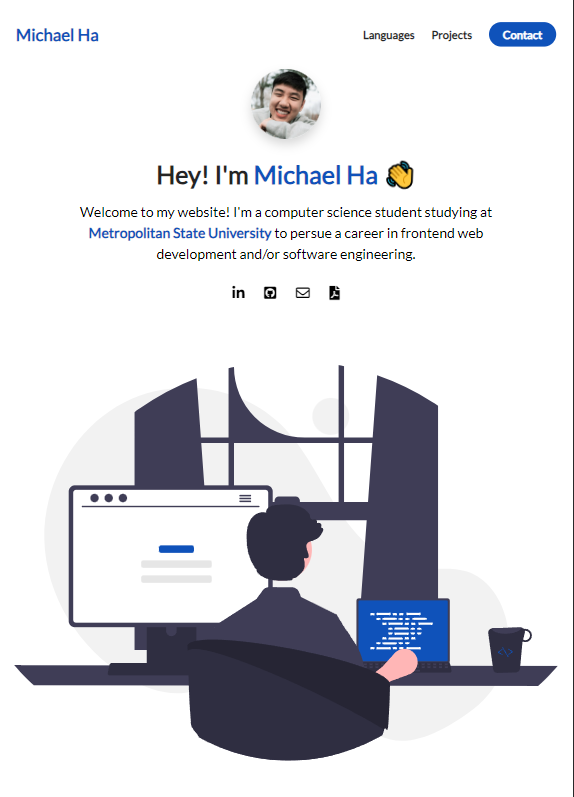 Michael Ha
Languages Projects Contact
Hey! I'm Michael Ha 👋
Welcome to my website! I'm a computer science student studying at
Metropolitan State University to persue a career in frontend web
development and/or software engineering.